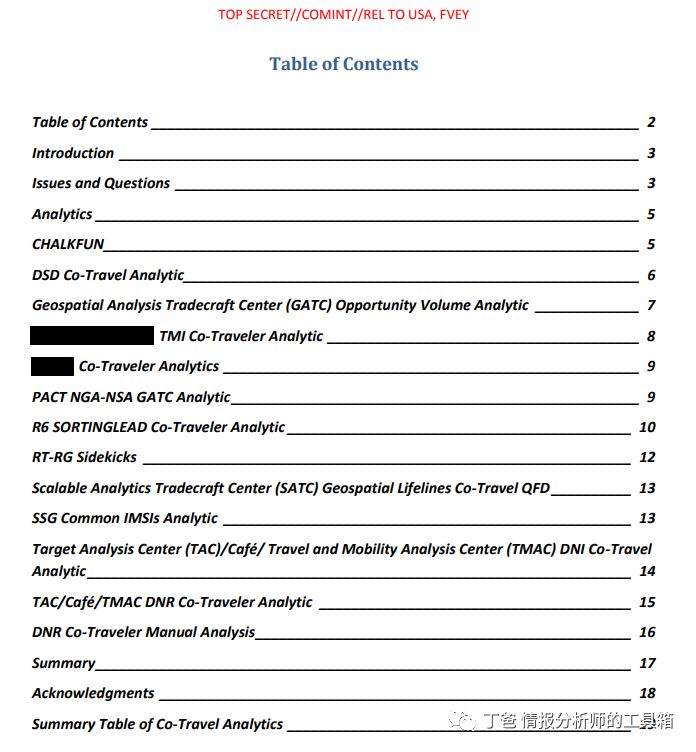 TOP SECRET//COMINT//REL TO USA, FVEY
Table of Contents
Table of Contents 2
Introduction 3
Issues and Questions 3
Analytics 5
CHALKFUN 5
DSD Co-Travel Analytic 6
Geospatial Analysis Tradecraft Center (GATC) Opportunity Volume Analytic 7
TMI Co-Traveler Analytic 8
Co-Traveler Analytics 9
PACT NGA-NSA GATC Analytic 9
R6 SORTINGLEAD Co-Traveler Analytic 10
RT-RG Sidekicks 12
Scalable Analytics Tradecraft Center (SATC) Geospatial Lifelines Co-Travel QFD 13
SSG Common IMSIs Analytic 13
Target Analysis Center (TAC)/Café/ Travel and Mobility Analysis Center (TMAC) DNI Co-Travel
Analytic 14
TAC/Café/TMAC DNR Co-Traveler Analytic 15
DNR Co-Traveler Manual Analysis 16
Summary 17
Acknowledgments 18
Summary Table of Co-Travel Analytics
丁爸 情报分析师的工具箱